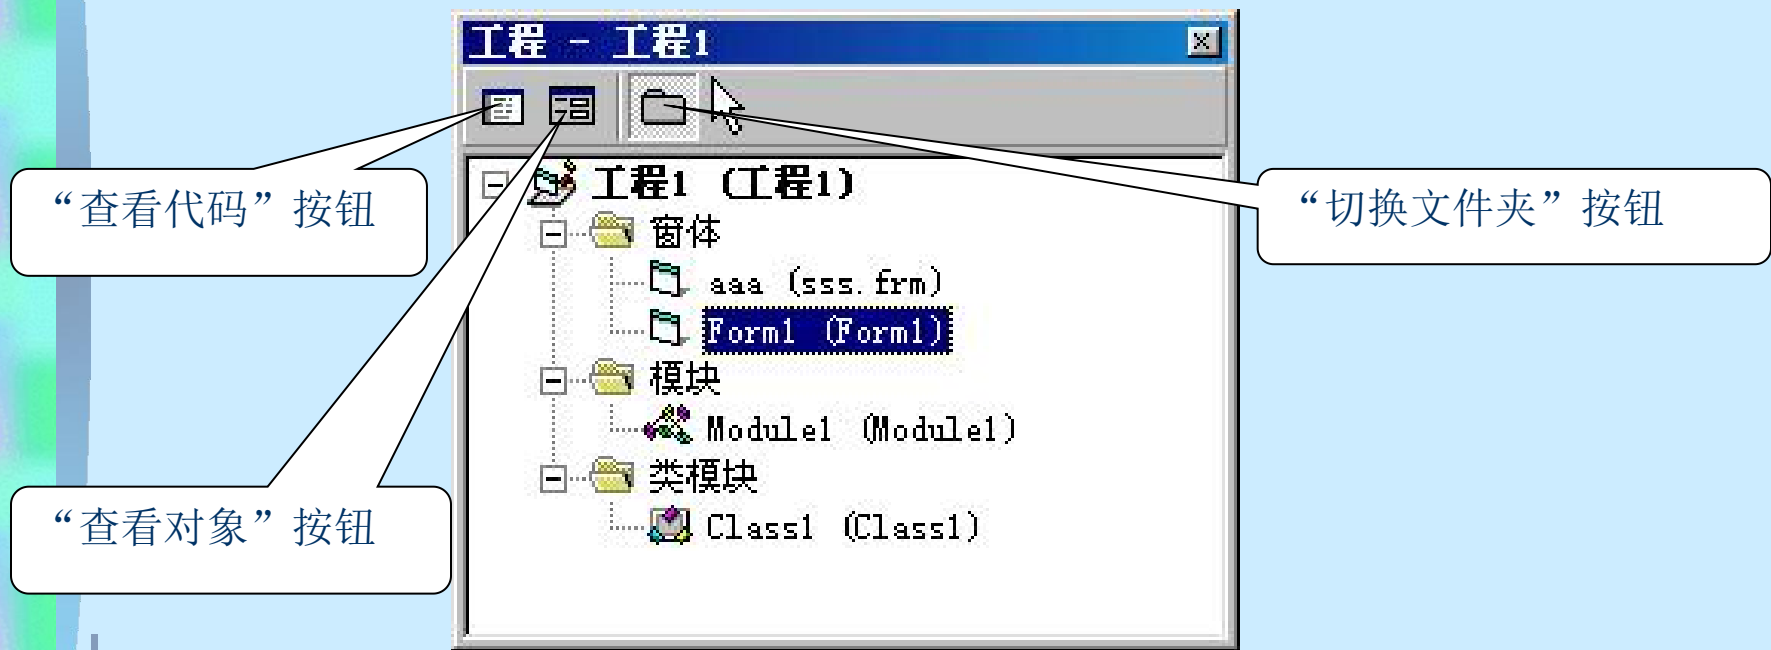 工程 - 工程1
工程1 (工程1)
“查看代码”按钮
“切换文件夹”按钮
窗体
aaa (sss.frm)
Form1 (Form1)
模块
Module1 (Module1)
类模块
“查看对象”按钮
Class1 (Class1)